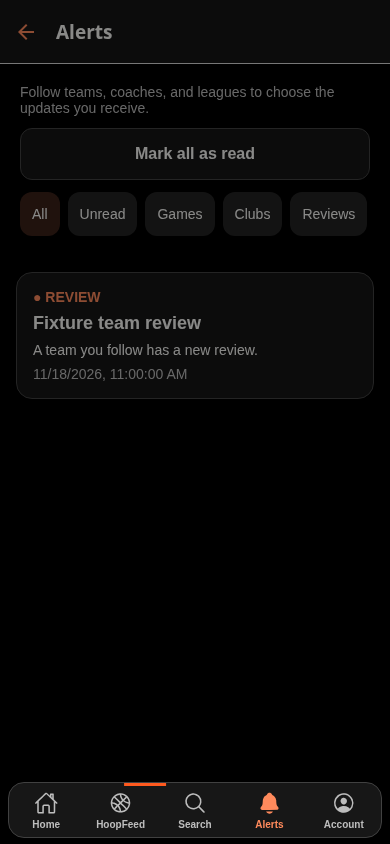 Alerts
Follow teams, coaches, and leagues to choose the
updates you receive.
Mark all as read
All Unread Games Clubs Reviews
● REVIEW
Fixture team review
A team you follow has a new review.
11/18/2026, 11:00:00 AM
Home HoopFeed Search Alerts Account